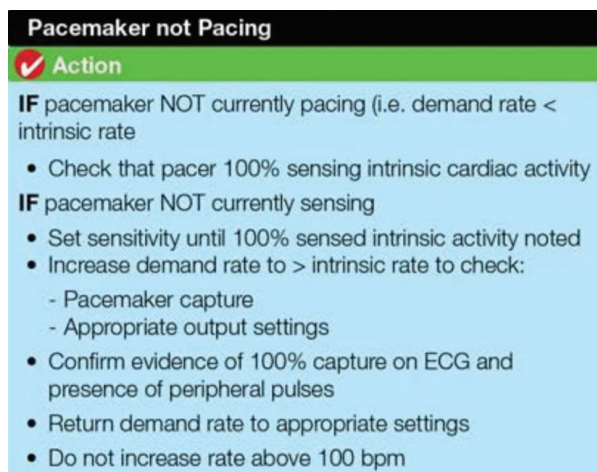 Pacemaker not Pacing
Action
IF pacemaker NOT currently pacing (i.e. demand rate <
intrinsic rate
• Check that pacer 100% sensing intrinsic cardiac activity
IF pacemaker NOT currently sensing
• Set sensitivity until 100% sensed intrinsic activity noted
• Increase demand rate to > intrinsic rate to check:
- Pacemaker capture
- Appropriate output settings
• Confirm evidence of 100% capture on ECG and
presence of peripheral pulses
• Return demand rate to appropriate settings
• Do not increase rate above 100 bpm